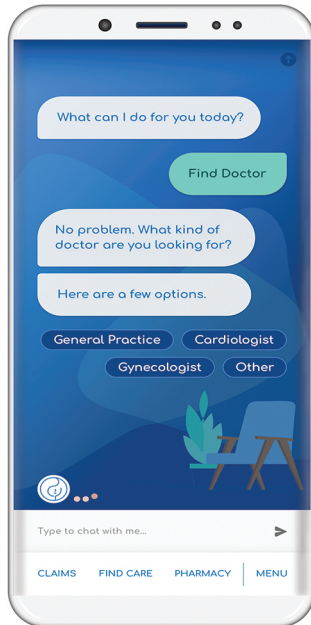 What can I do for you today?
Find Doctor
No problem. What kind of
doctor are you looking for?
Here are a few options.
General Practice Cardiologist
Gynecologist Other
Type to chat with me...
CLAIMS FIND CARE PHARMACY MENU